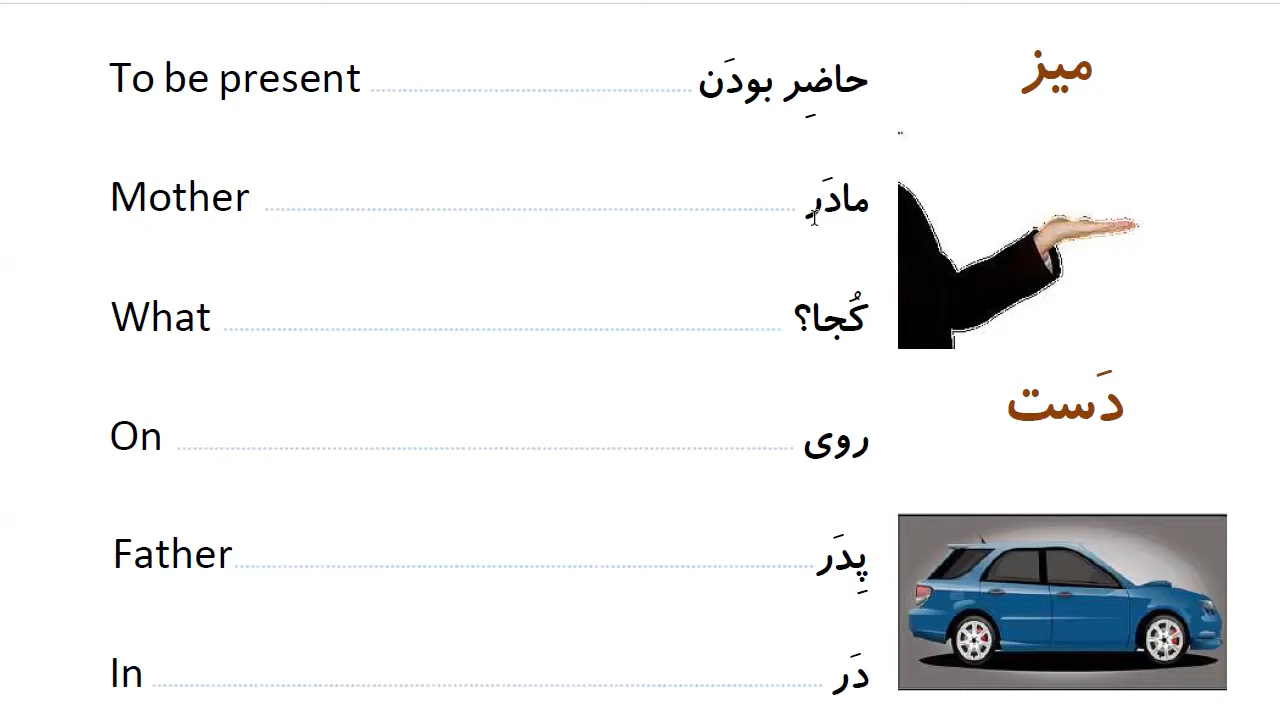 To be present حاضِر بودَن
Mother مادَر
What کُجا؟
On روی
Father پِدَر
In دَر
میز
دَست